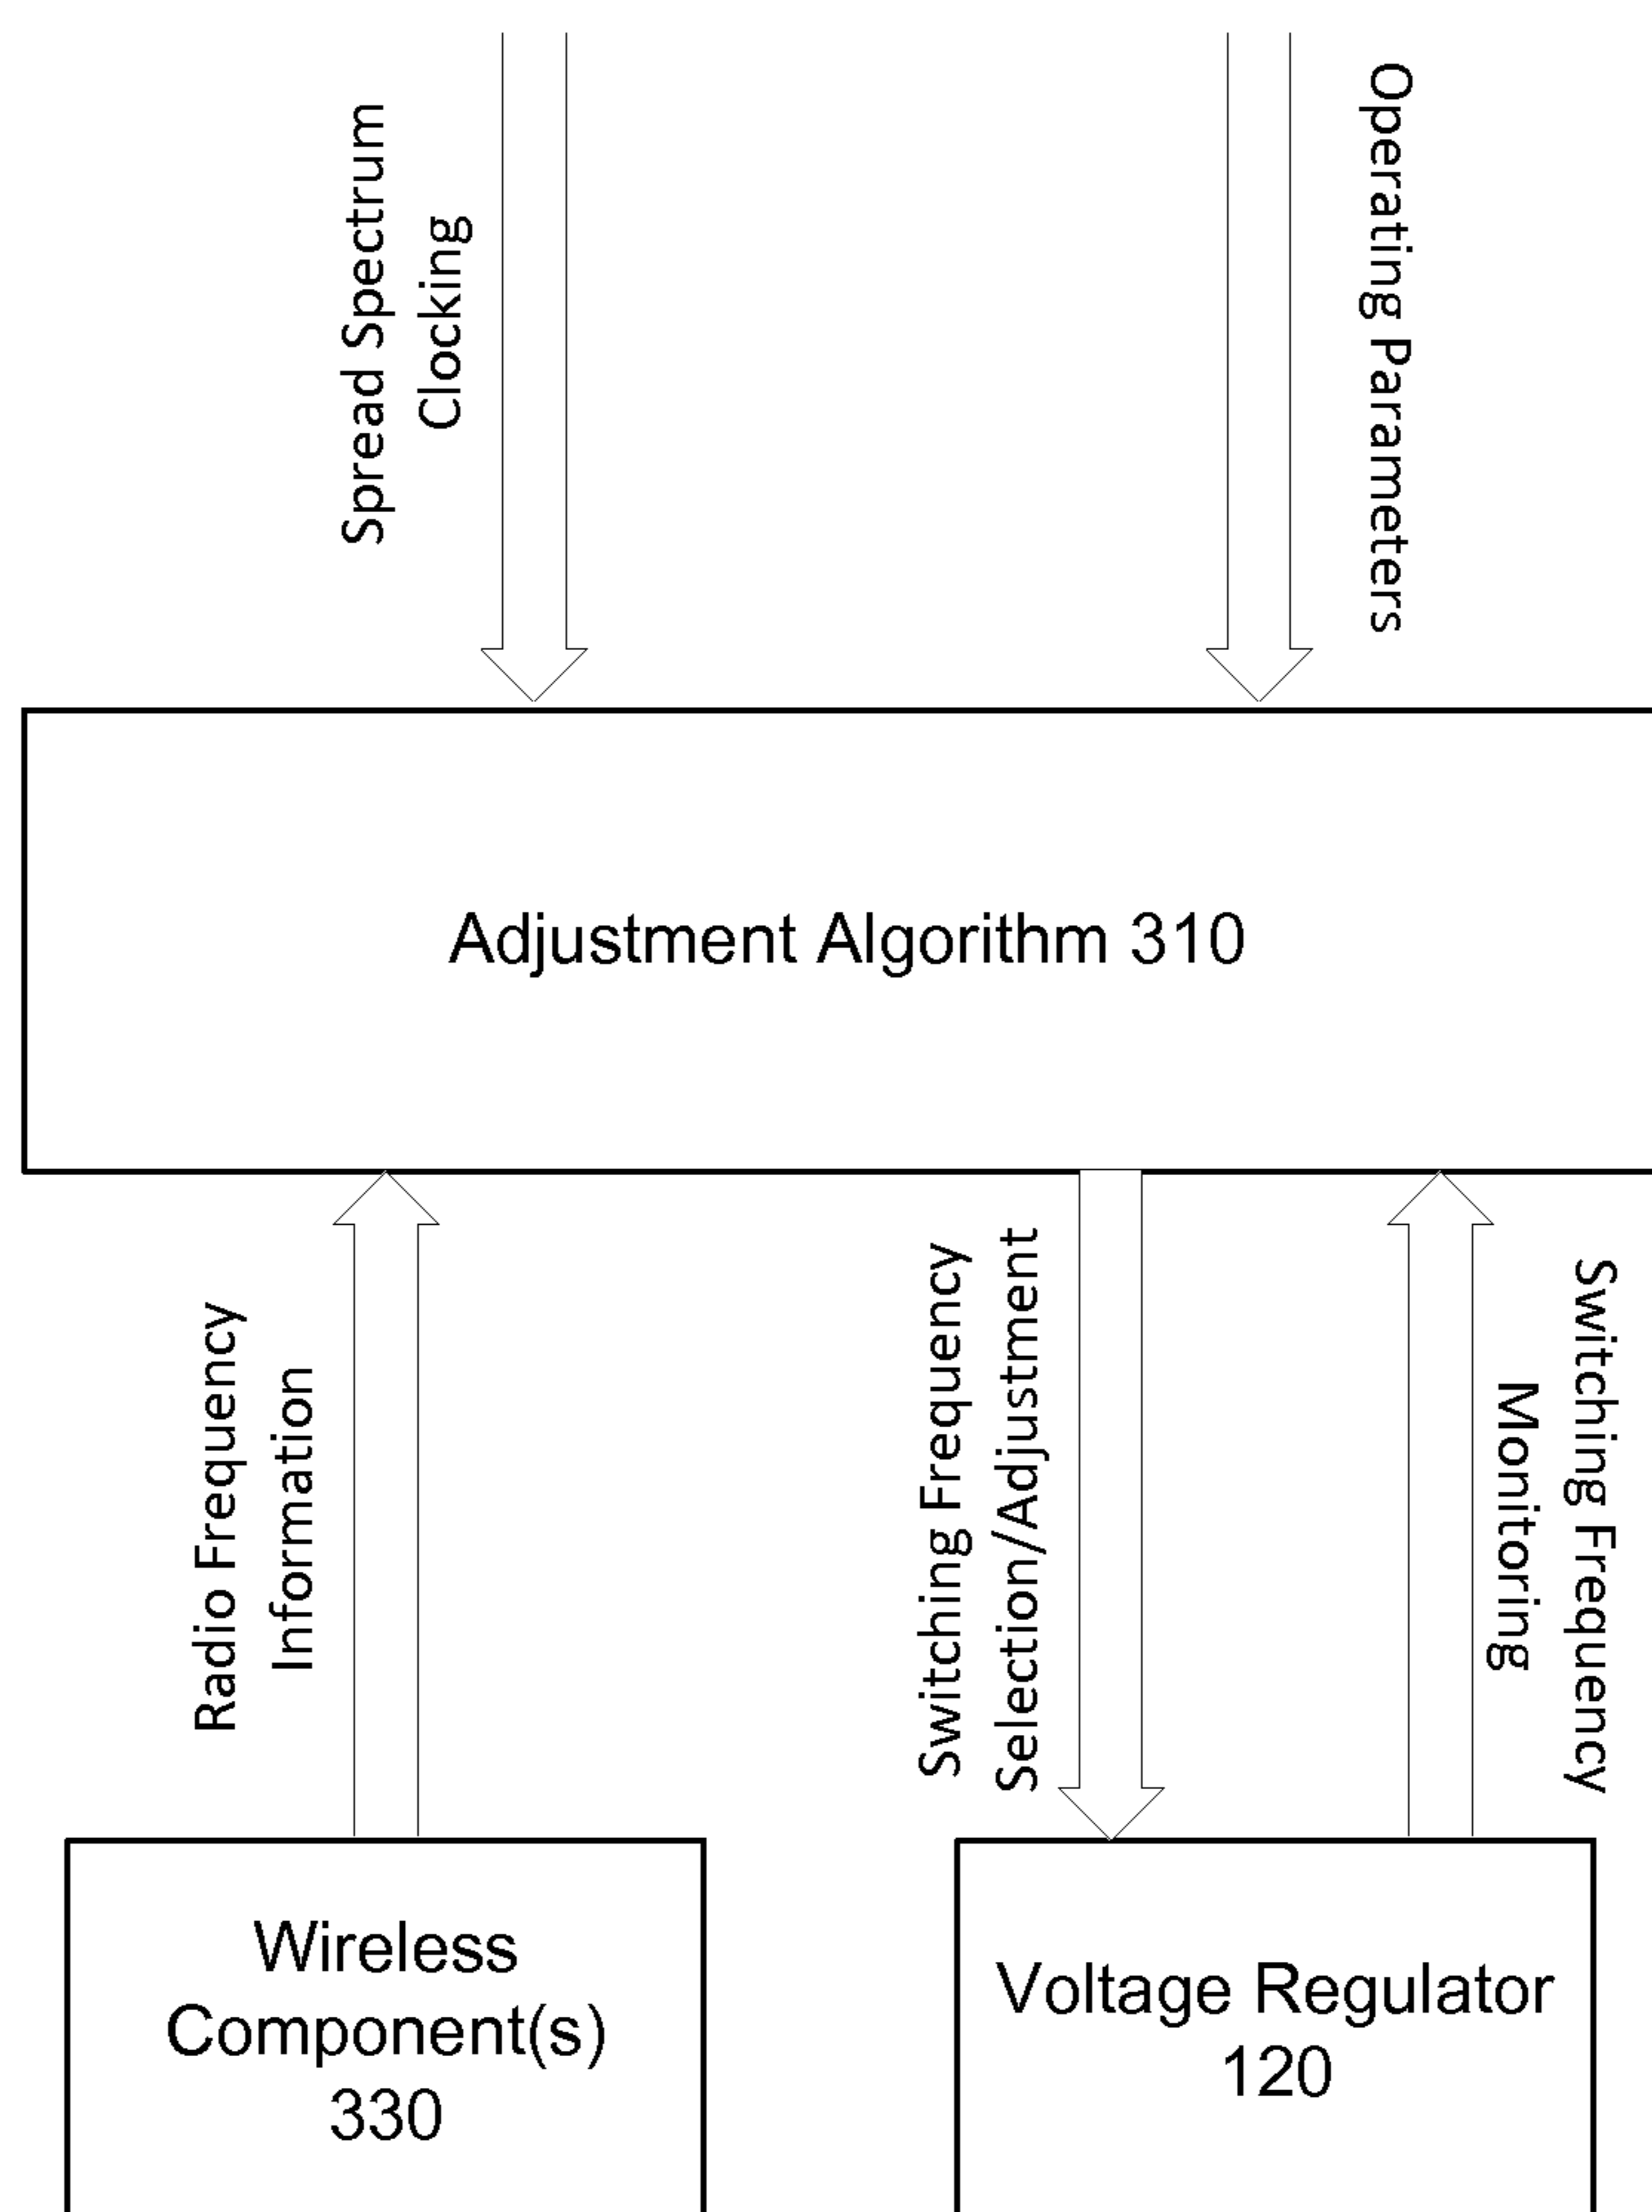 Spread Spectrum
Clocking
Operating Parameters
Adjustment Algorithm 310
Radio Frequency
Information
Switching Frequency
Selection/Adjustment
Switching Frequency
Monitoring
Wireless
Component(s)
330
Voltage Regulator
120